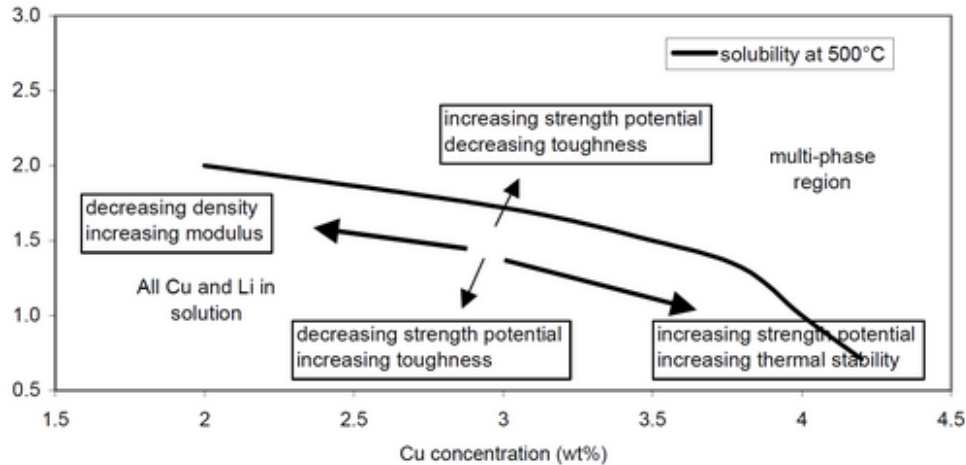 3.0
solubility at 500°C
2.5
increasing strength potential
decreasing toughness
multi-phase
region
2.0
decreasing density
increasing modulus
1.5
All Cu and Li in
solution
1.0
decreasing strength potential
increasing toughness
increasing strength potential
increasing thermal stability
0.5
1.5 2 2.5 3 3.5 4 4.5
Cu concentration (wt%)